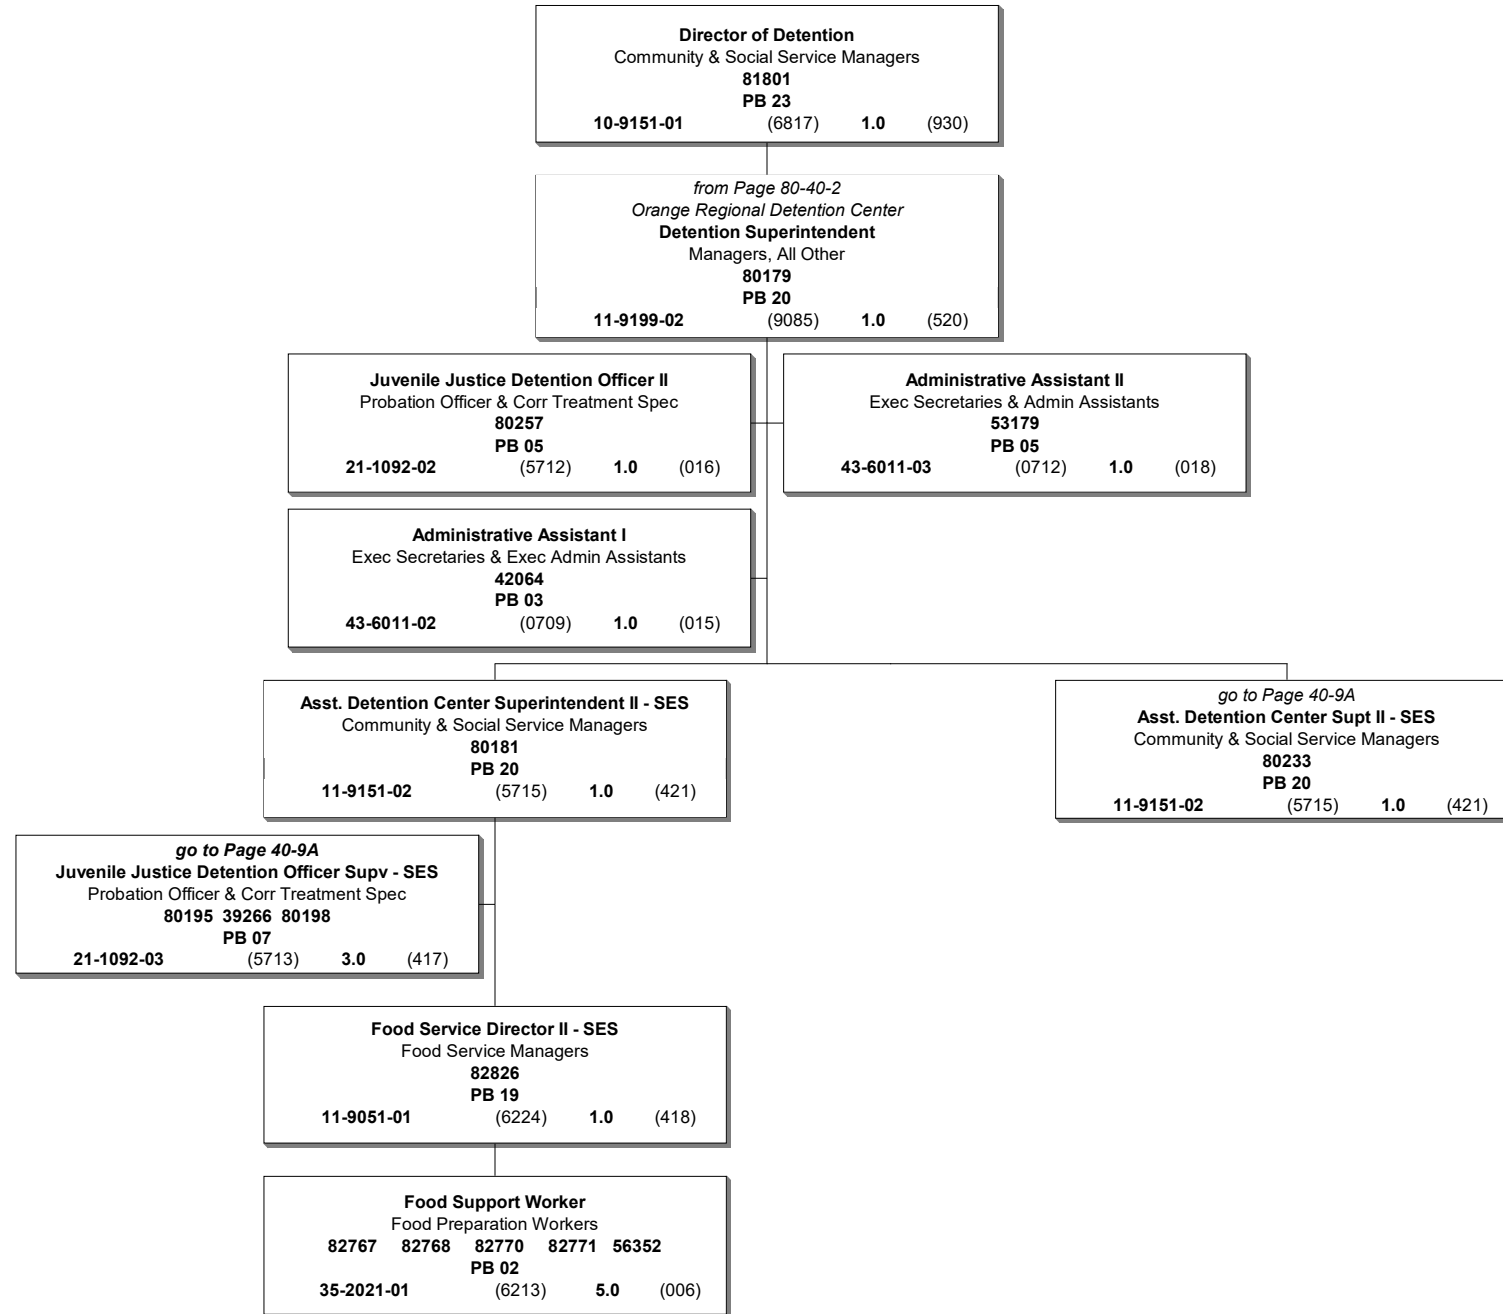 Director of Detention
Community & Social Service Managers
81801
PB 23
10-9151-01 (6817) 1.0 (930)
from Page 80-40-2
Orange Regional Detention Center
Detention Superintendent
Managers, All Other
80179
PB 20
11-9199-02 (9085) 1.0 (520)
Juvenile Justice Detention Officer II
Probation Officer & Corr Treatment Spec
80257
PB 05
21-1092-02 (5712) 1.0 (016)
Administrative Assistant II
Exec Secretaries & Admin Assistants
53179
PB 05
43-6011-03 (0712) 1.0 (018)
Administrative Assistant I
Exec Secretaries & Exec Admin Assistants
42064
PB 03
43-6011-02 (0709) 1.0 (015)
Asst. Detention Center Superintendent II - SES
Community & Social Service Managers
80181
PB 20
11-9151-02 (5715) 1.0 (421)
go to Page 40-9A
Asst. Detention Center Supt II - SES
Community & Social Service Managers
80233
PB 20
11-9151-02 (5715) 1.0 (421)
go to Page 40-9A
Juvenile Justice Detention Officer Supv - SES
Probation Officer & Corr Treatment Spec
80195 39266 80198
PB 07
21-1092-03 (5713) 3.0 (417)
Food Service Director II - SES
Food Service Managers
82826
PB 19
11-9051-01 (6224) 1.0 (418)
Food Support Worker
Food Preparation Workers
82767 82768 82770 82771 56352
PB 02
35-2021-01 (6213) 5.0 (006)